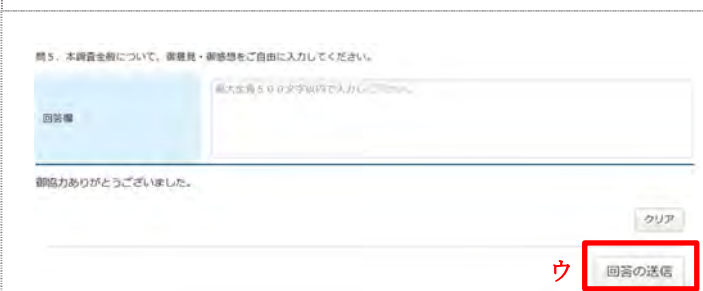 問５．本調査全般について、御意見・御感想をご自由に入力してください。
最大全角５００文字以内で入力してください。
回答欄
御協力ありがとうございました。
クリア
ウ
回答の送信